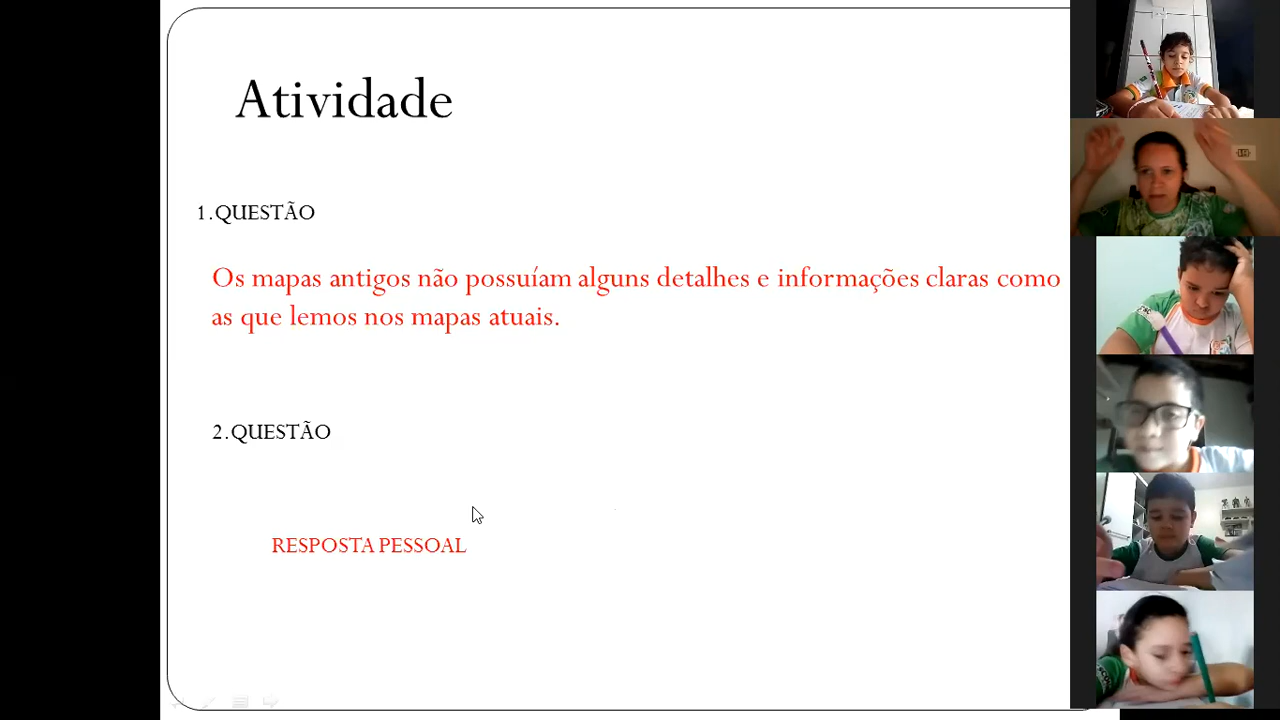 Atividade
1.QUESTÃO
Os mapas antigos não possuíam alguns detalhes e informações claras como
as que lemos nos mapas atuais.
2.QUESTÃO
RESPOSTA PESSOAL